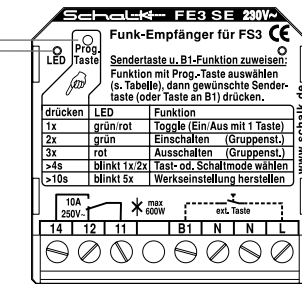 Schalk FE3 SE 230V~
Funk-Empfänger für FS3 CE
LED
Prog.
Taste
Sendertaste u. B1-Funktion zuweisen:
Funktion mit Prog.-Taste auswählen
(s. Tabelle), dann gewünschte Sender-
taste (oder Taste an B1) drücken.
drücken LED Funktion
1x grün/rot Toggle (Ein/Aus mit 1 Taste)
2x grün Einschalten (Gruppenst.)
3x rot Ausschalten (Gruppenst.)
>4s blinkt 1x/2x Tast- od. Schaltmode wählen
>10s blinkt 5x Werkseinstellung herstellen
www.schalk.de
10A
250V~
max
600W
ext. Taste
14 12 11 B1 N N L